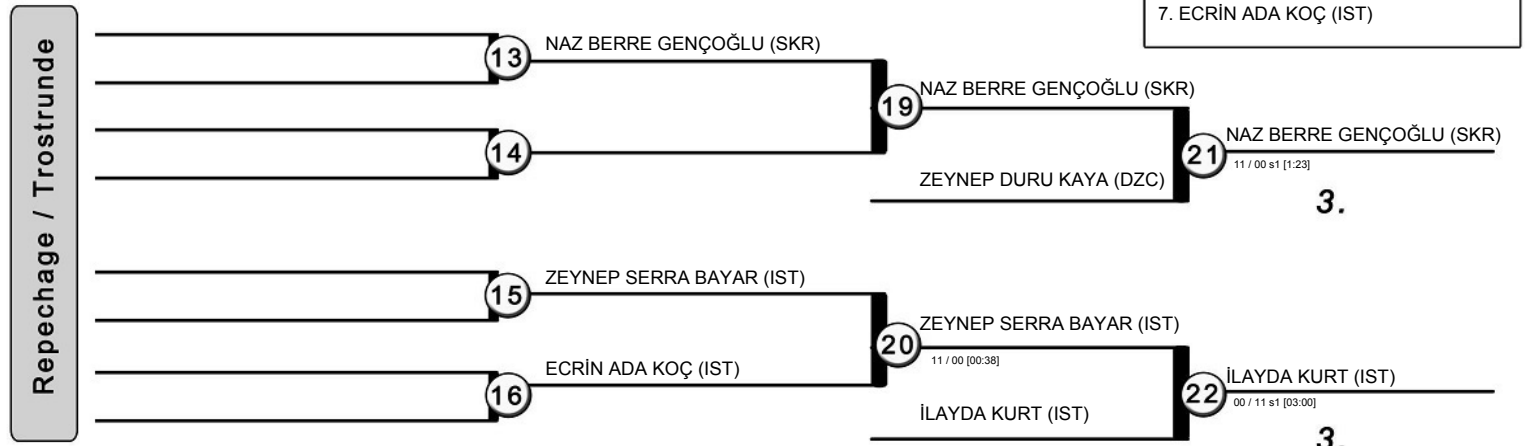 7. ECRİN ADA KOÇ (IST)
Repechage / Trostrunde
13
NAZ BERRE GENÇOĞLU (SKR)
14
19
NAZ BERRE GENÇOĞLU (SKR)
ZEYNEP DURU KAYA (DZC)
21
NAZ BERRE GENÇOĞLU (SKR)
11 / 00 s1 [1:23]
3.
15
ZEYNEP SERRA BAYAR (IST)
16
ECRİN ADA KOÇ (IST)
20
ZEYNEP SERRA BAYAR (IST)
11 / 00 [00:38]
İLAYDA KURT (IST)
22
İLAYDA KURT (IST)
00 / 11 s1 [03:00]
3.